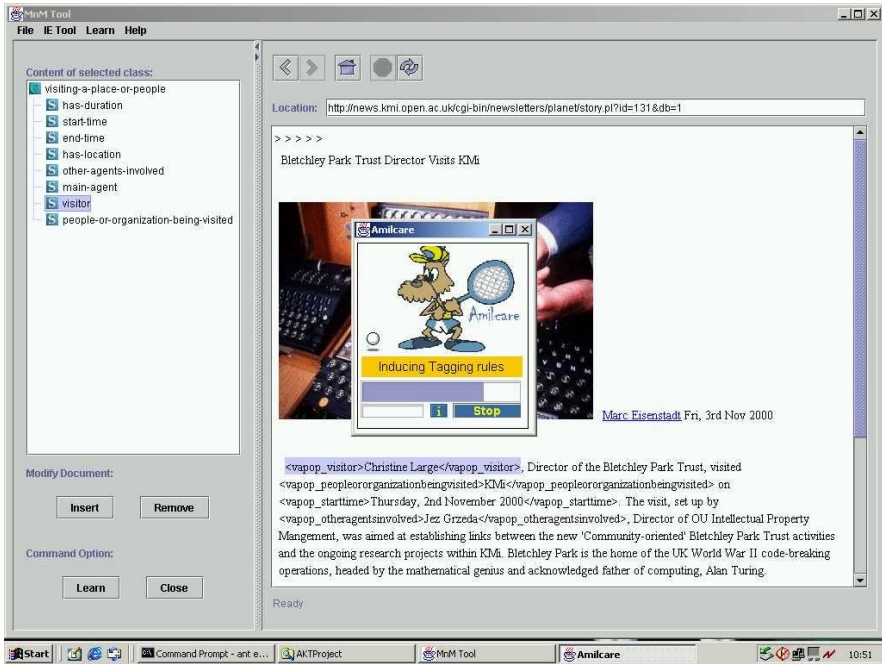 MnM Tool
File IE Tool Learn Help
Content of selected class:
visiting-a-place-or-people
S has-duration
S start-time
S end-time
S has-location
S other-agents-involved
S main-agent
S visitor
S people-or-organization-being-visited
Modify Document:
Insert Remove
Command Option:
Learn Close
Location: http://news.kmi.open.ac.uk/cgi-bin/newsletters/planet/story.pl?id=131&db=1
> > > > >
Bletchley Park Trust Director Visits KMi
Amilcare
Amilcare
Inducing Tagging rules
i Stop
Marc Eisenstadt Fri, 3rd Nov 2000
<vapop_visitor>Christine Large</vapop_visitor>, Director of the Bletchley Park Trust, visited
<vapop_peopleororganizationbeingvisited>KMi</vapop_peopleororganizationbeingvisited> on
<vapop_starttime>Thursday, 2nd November 2000</vapop_starttime>. The visit, set up by
<vapop_otheragentsinvolved>Jez Grzeda</vapop_otheragentsinvolved>, Director of OU Intellectual Property
Mangement, was aimed at establishing links between the new 'Community-oriented' Bletchley Park Trust activities
and the ongoing research projects within KMi. Bletchley Park is the home of the UK World War II code-breaking
operations, headed by the mathematical genius and acknowledged father of computing, Alan Turing.
Ready
Start Command Prompt - ant e... AKTProject MnM Tool Amilcare 10:51